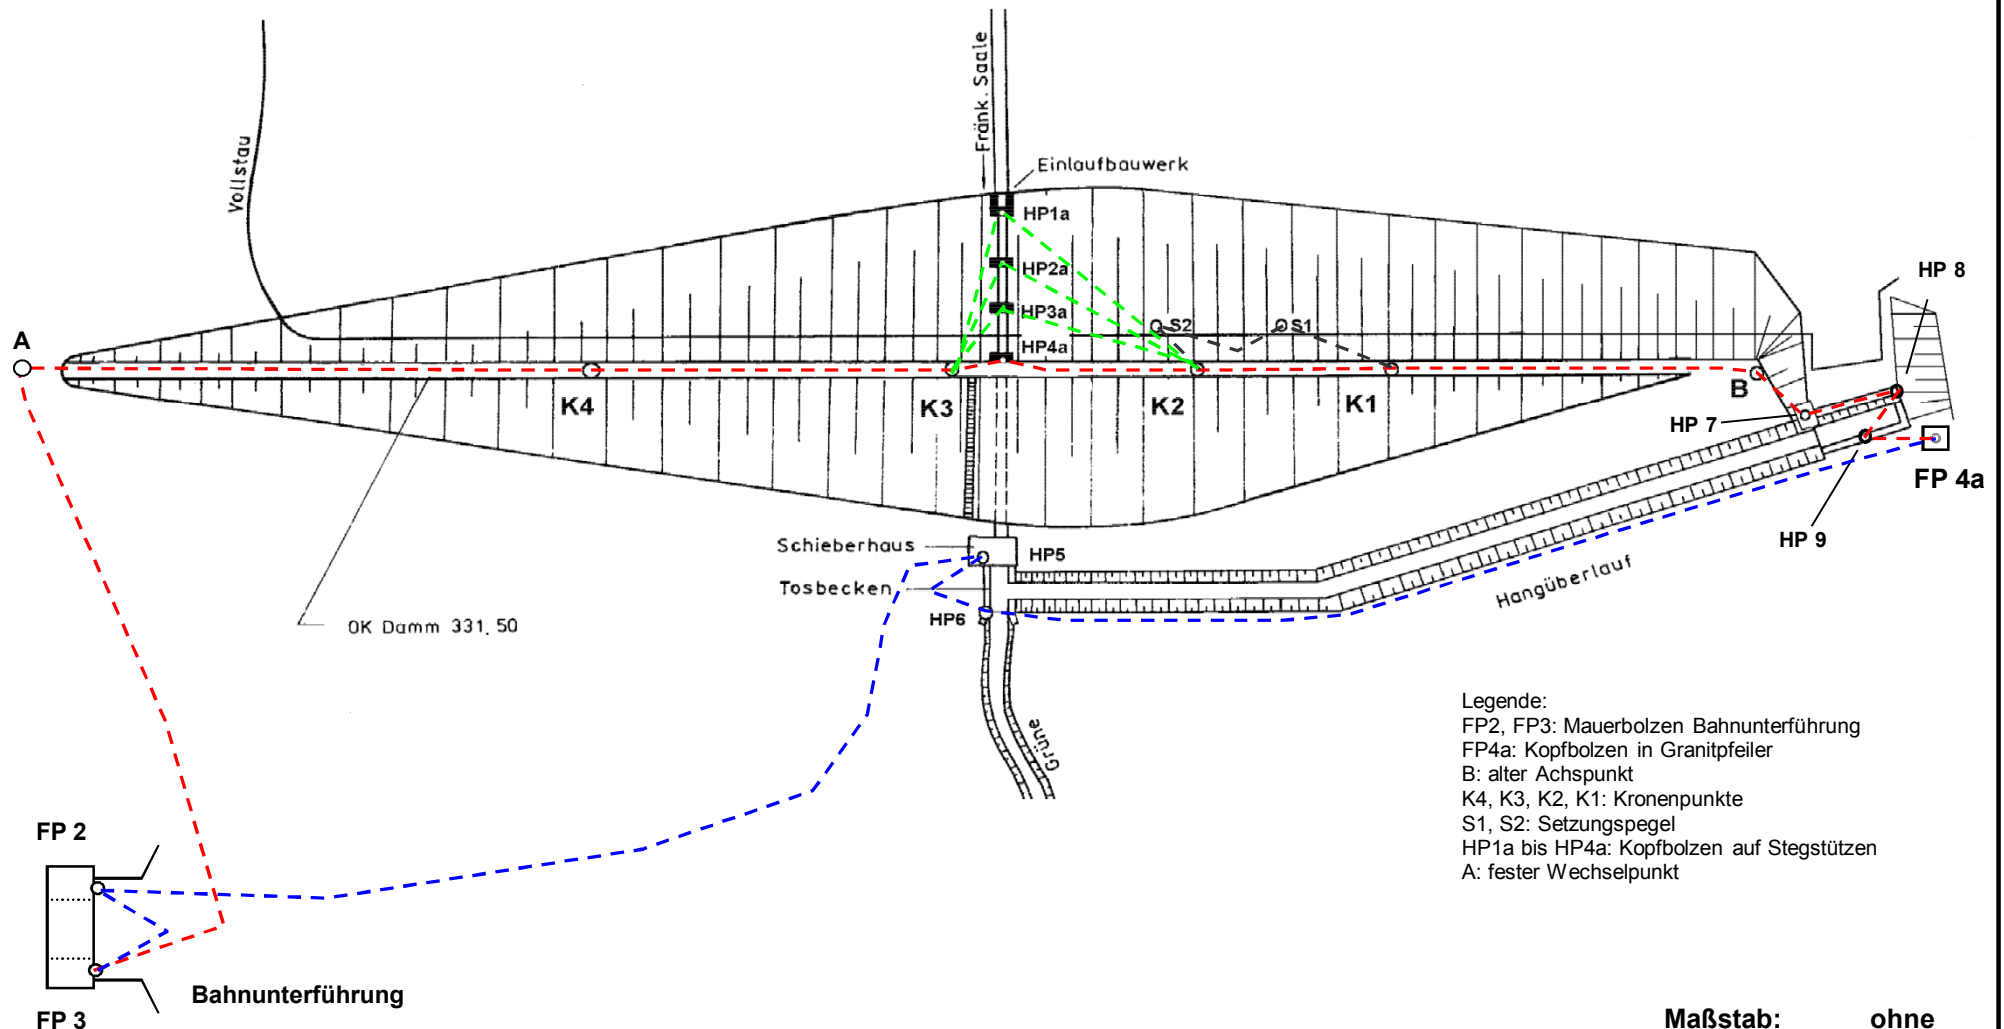 Fränk. Saale
Vollstau
Einlaufbauwerk
HP1a
HP2a
HP 8
HP3a
S2
S1
A
HP4a
B
K4
K3
K2
K1
HP 7
FP 4a
HP 9
Schieberhaus
HP5
Tosbecken
Hangüberlauf
HP6
OK Damm 331,50
Grüne
Legende:
FP2, FP3: Mauerbolzen Bahnunterführung
FP4a: Kopfbolzen in Granitpfeiler
B: alter Achspunkt
K4, K3, K2, K1: Kronenpunkte
S1, S2: Setzungspegel
HP1a bis HP4a: Kopfbolzen auf Stegstützen
A: fester Wechselpunkt
FP 2
Bahnunterführung
FP 3
Maßstab: ohne